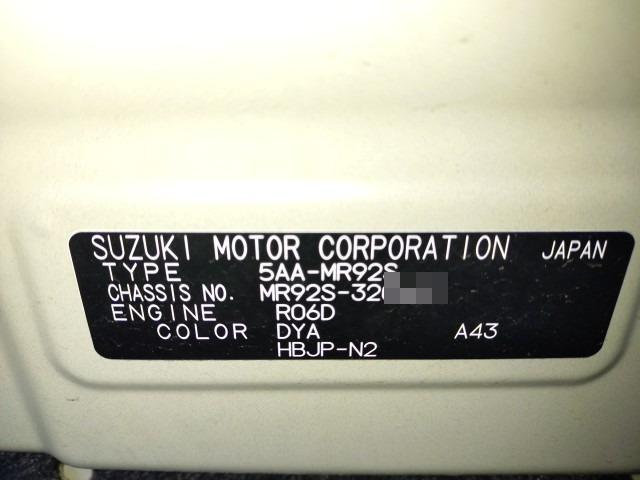 SUZUKI MOTOR CORPORATION JAPAN
TYPE 5AA-MR92S
CHASSIS NO. MR92S-32
ENGINE R06D
COLOR DYA A43
HBJP-N2